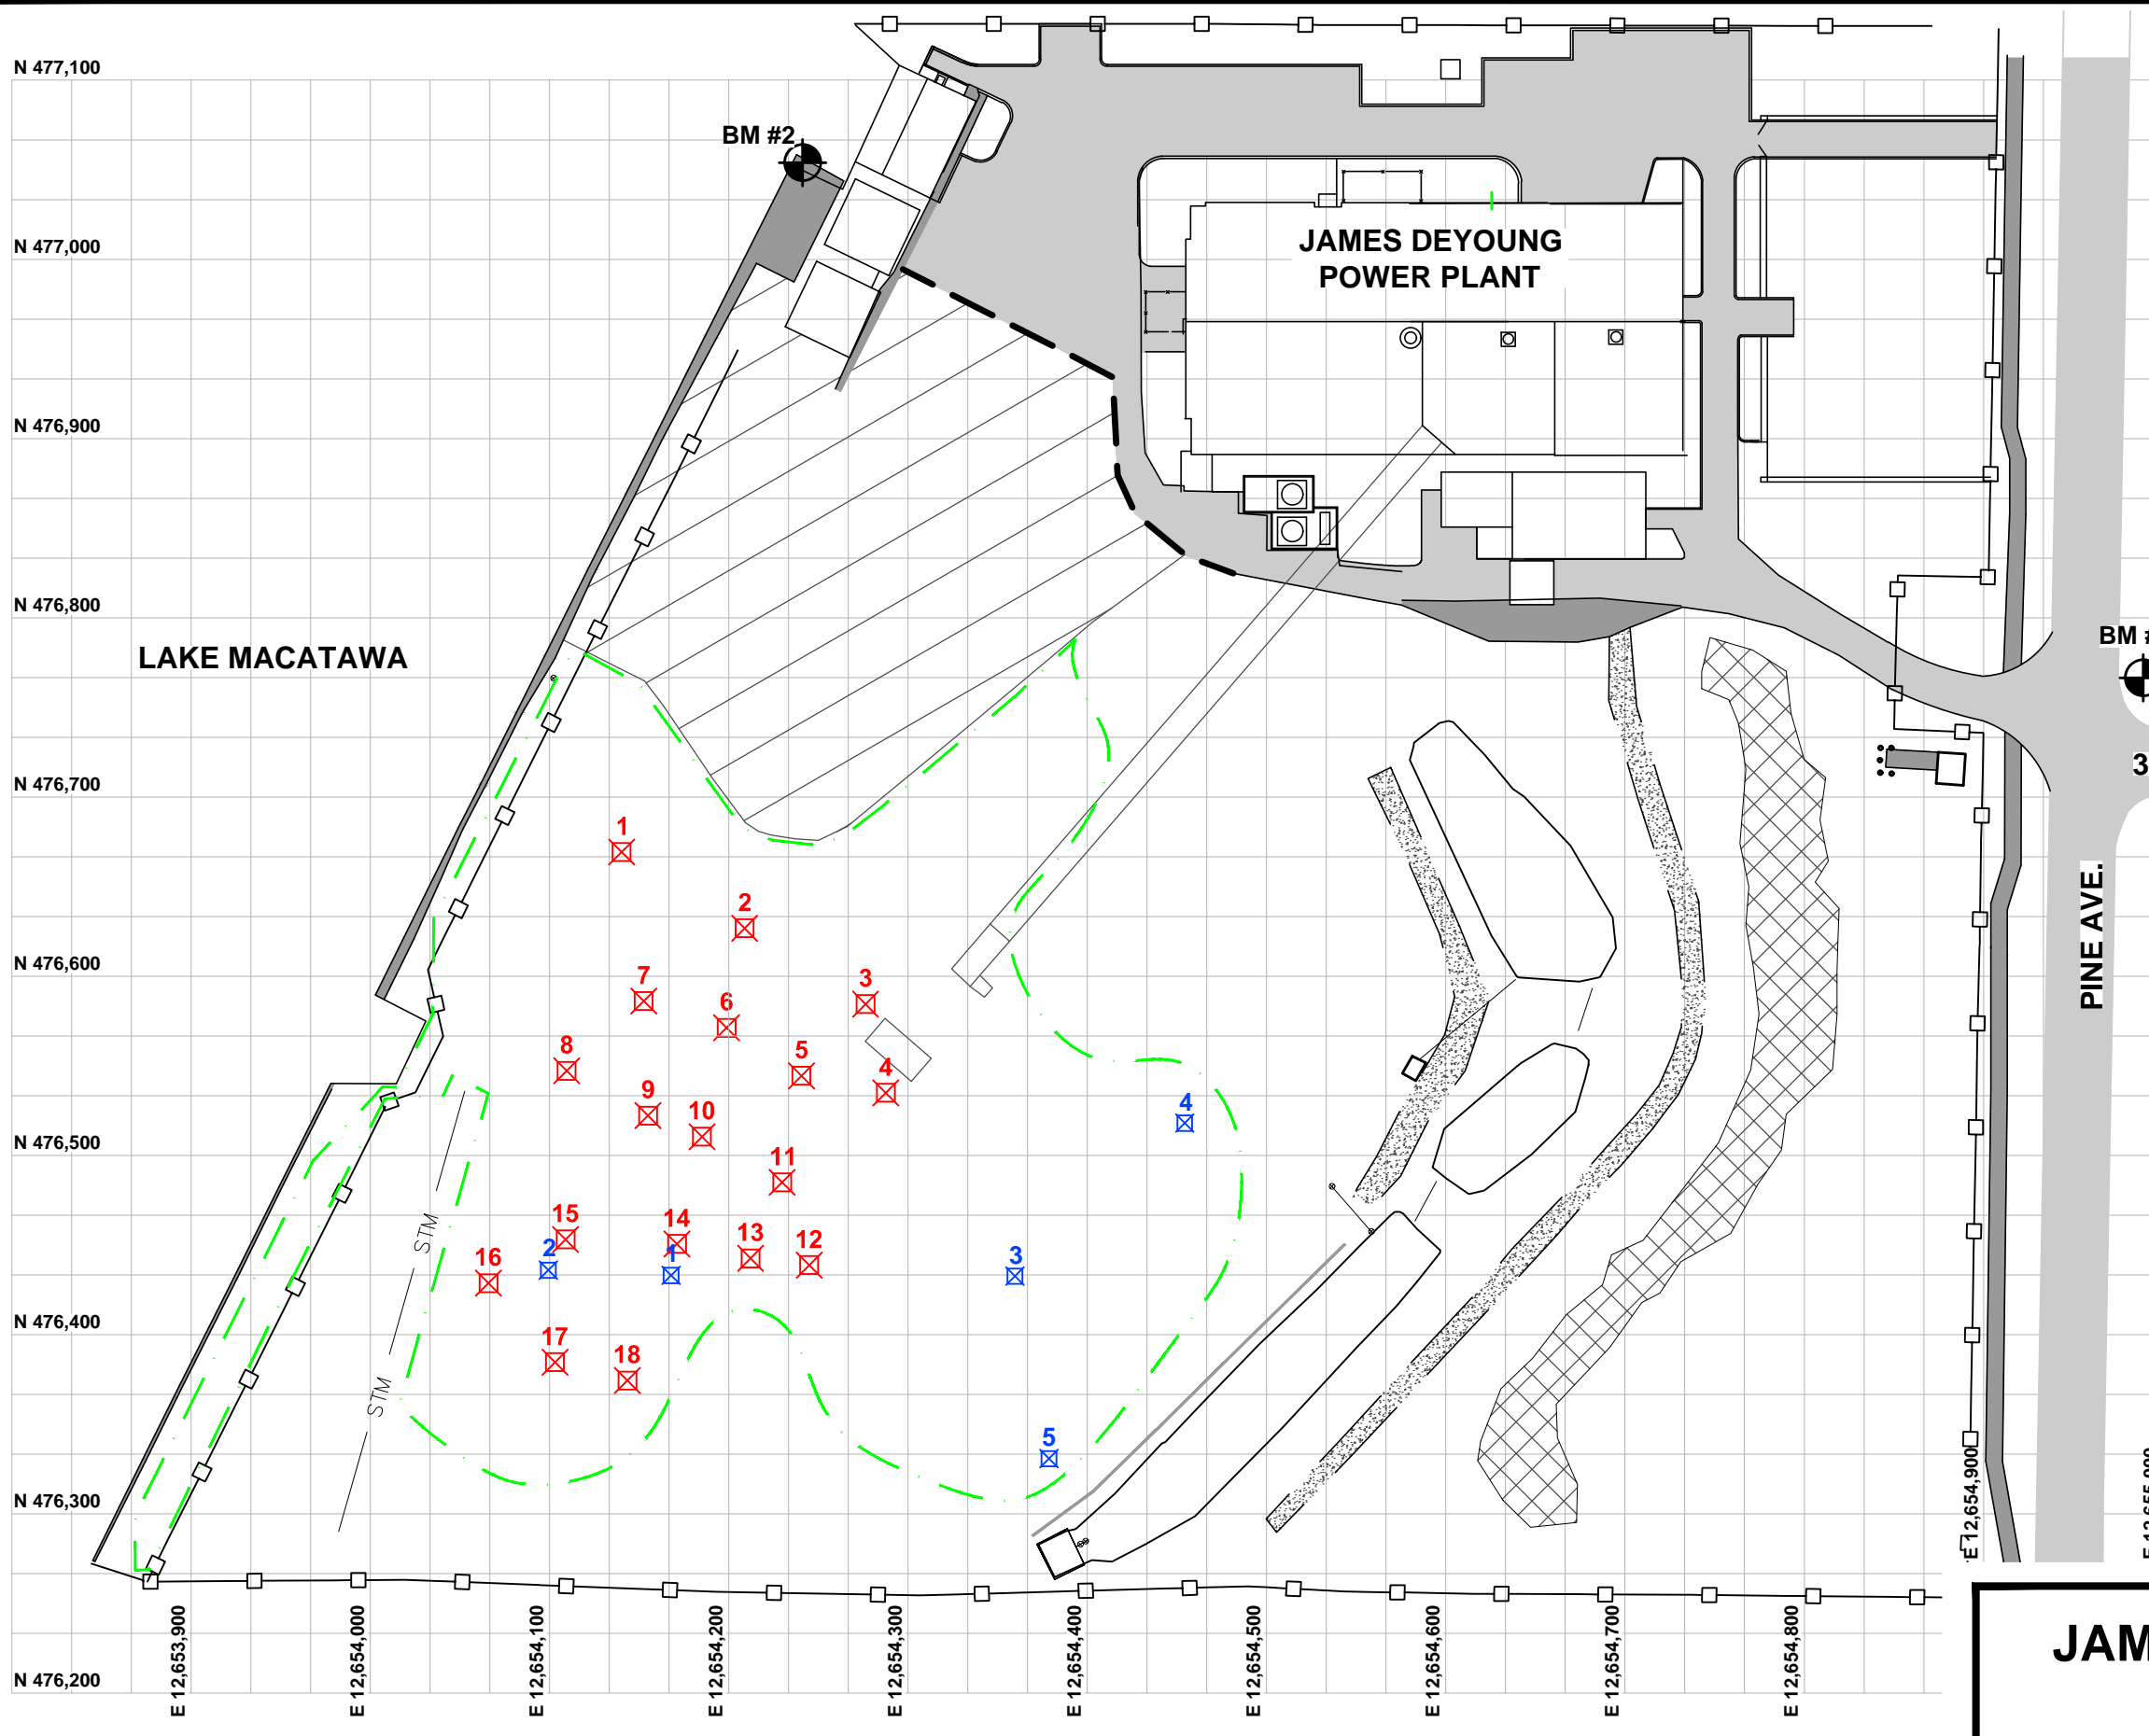 N 477,100
BM #2
N 477,000
JAMES DEYOUNG
POWER PLANT
N 476,900
N 476,800
LAKE MACATAWA
BM #
3
N 476,700
1
2
PINE AVE.
N 476,600
7
3
6
8
5
4
9
10
4
N 476,500
11
STM
15
14
13
12
16
2
1
3
N 476,400
17
18
STM
5
N 476,300
E 12,654,900
E 12,653,900
E 12,654,000
E 12,654,100
E 12,654,200
E 12,654,300
E 12,654,400
E 12,654,500
E 12,654,600
E 12,654,700
E 12,654,800
JAM
N 476,200